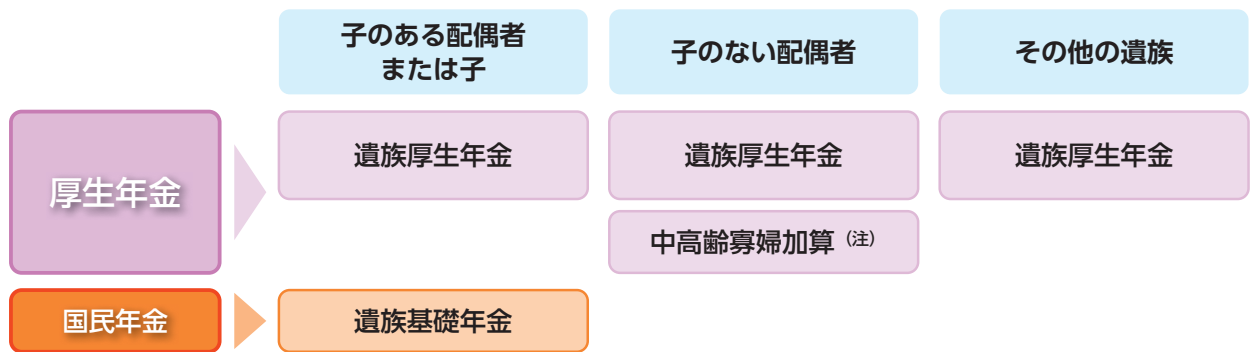 子のある配偶者
または子
子のない配偶者
その他の遺族
厚生年金
遺族厚生年金
遺族厚生年金
遺族厚生年金
中高齢寡婦加算（注）
国民年金
遺族基礎年金